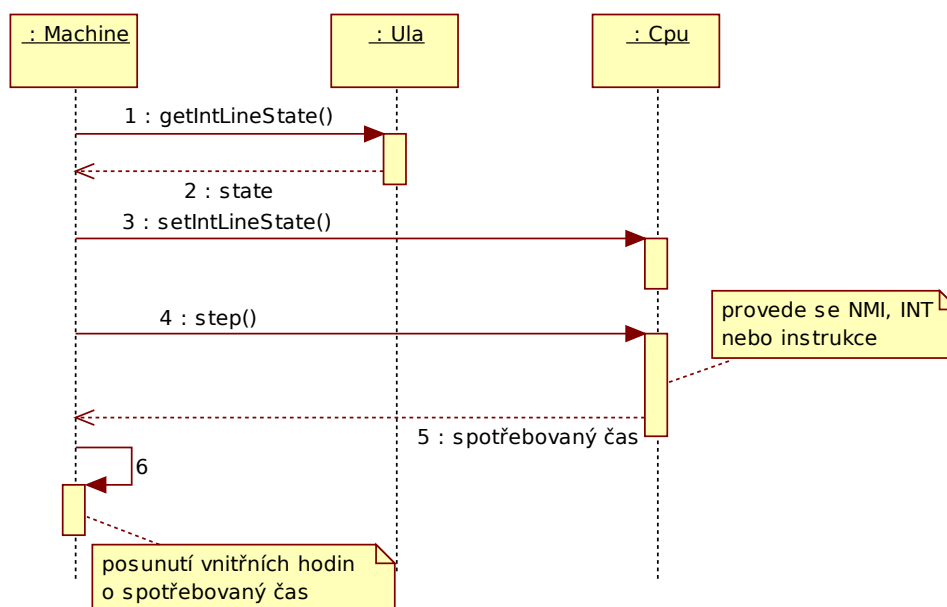 : Machine
: Ula
: Cpu
1 : getIntLineState()
2 : state
3 : setIntLineState()
4 : step()
provede se NMI, INT
nebo instrukce
5 : spotřebovaný čas
6
posunutí vnitřních hodin
o spotřebovaný čas